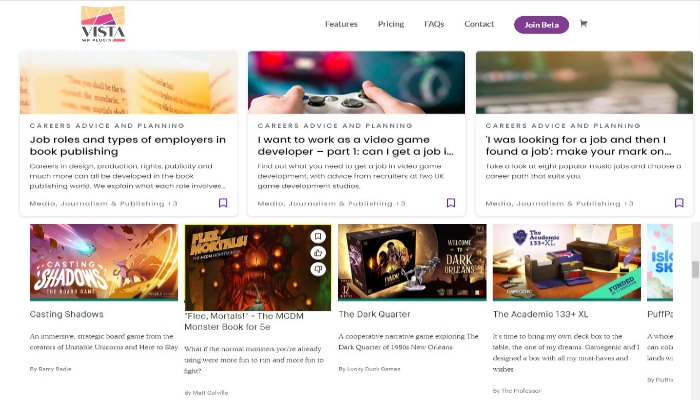 VISTA
WP PLUGIN
Features Pricing FAQs Contact Join Beta
CAREERS ADVICE AND PLANNING
Job roles and types of employers in
book publishing
Careers in design, production, rights, publicity and
much more can all be developed in the book
publishing world. We explain what each role involves...
Media, Journalism & Publishing +3
CAREERS ADVICE AND PLANNING
I want to work as a video game
developer – part 1: can I get a job i...
Find out what you need to get a job in video game
development, with advice from recruiters at two UK
game development studios.
Media, Journalism & Publishing +3
CAREERS ADVICE AND PLANNING
'I was looking for a job and then I
found a job': make your mark on...
Take a look at eight popular music jobs and choose a
career path that suits you.
Media, Journalism & Publishing +3
CASTING
SHADOWS
THE BOARD GAME
Casting Shadows
An immersive, strategic board game from the
creators of Unstable Unicorns and Here to Slay
By Ramy Badie
FLEE,
MORTALS!
THE MCDM MONSTER BOOK
"Flee, Mortals!" - The MCDM
Monster Book for 5e
What if the normal monsters you're already
using were more fun to run and more fun to
fight?
By Matt Colville
WELCOME
TO
DARK
ORLEANS
The Dark Quarter
A cooperative narrative game exploring The
Dark Quarter of 1980s New Orleans
By Lucky Duck Games
The
Academic
133+XL
GAMEGENIC
FUNDED
The Academic 133+ XL
It's time to bring my own deck box to the
table, the one of my dreams. Gamegenic and I
designed a box with all my must-haves and
wishes
By The Professor
PuffPa
A whole
can colle
lands wi